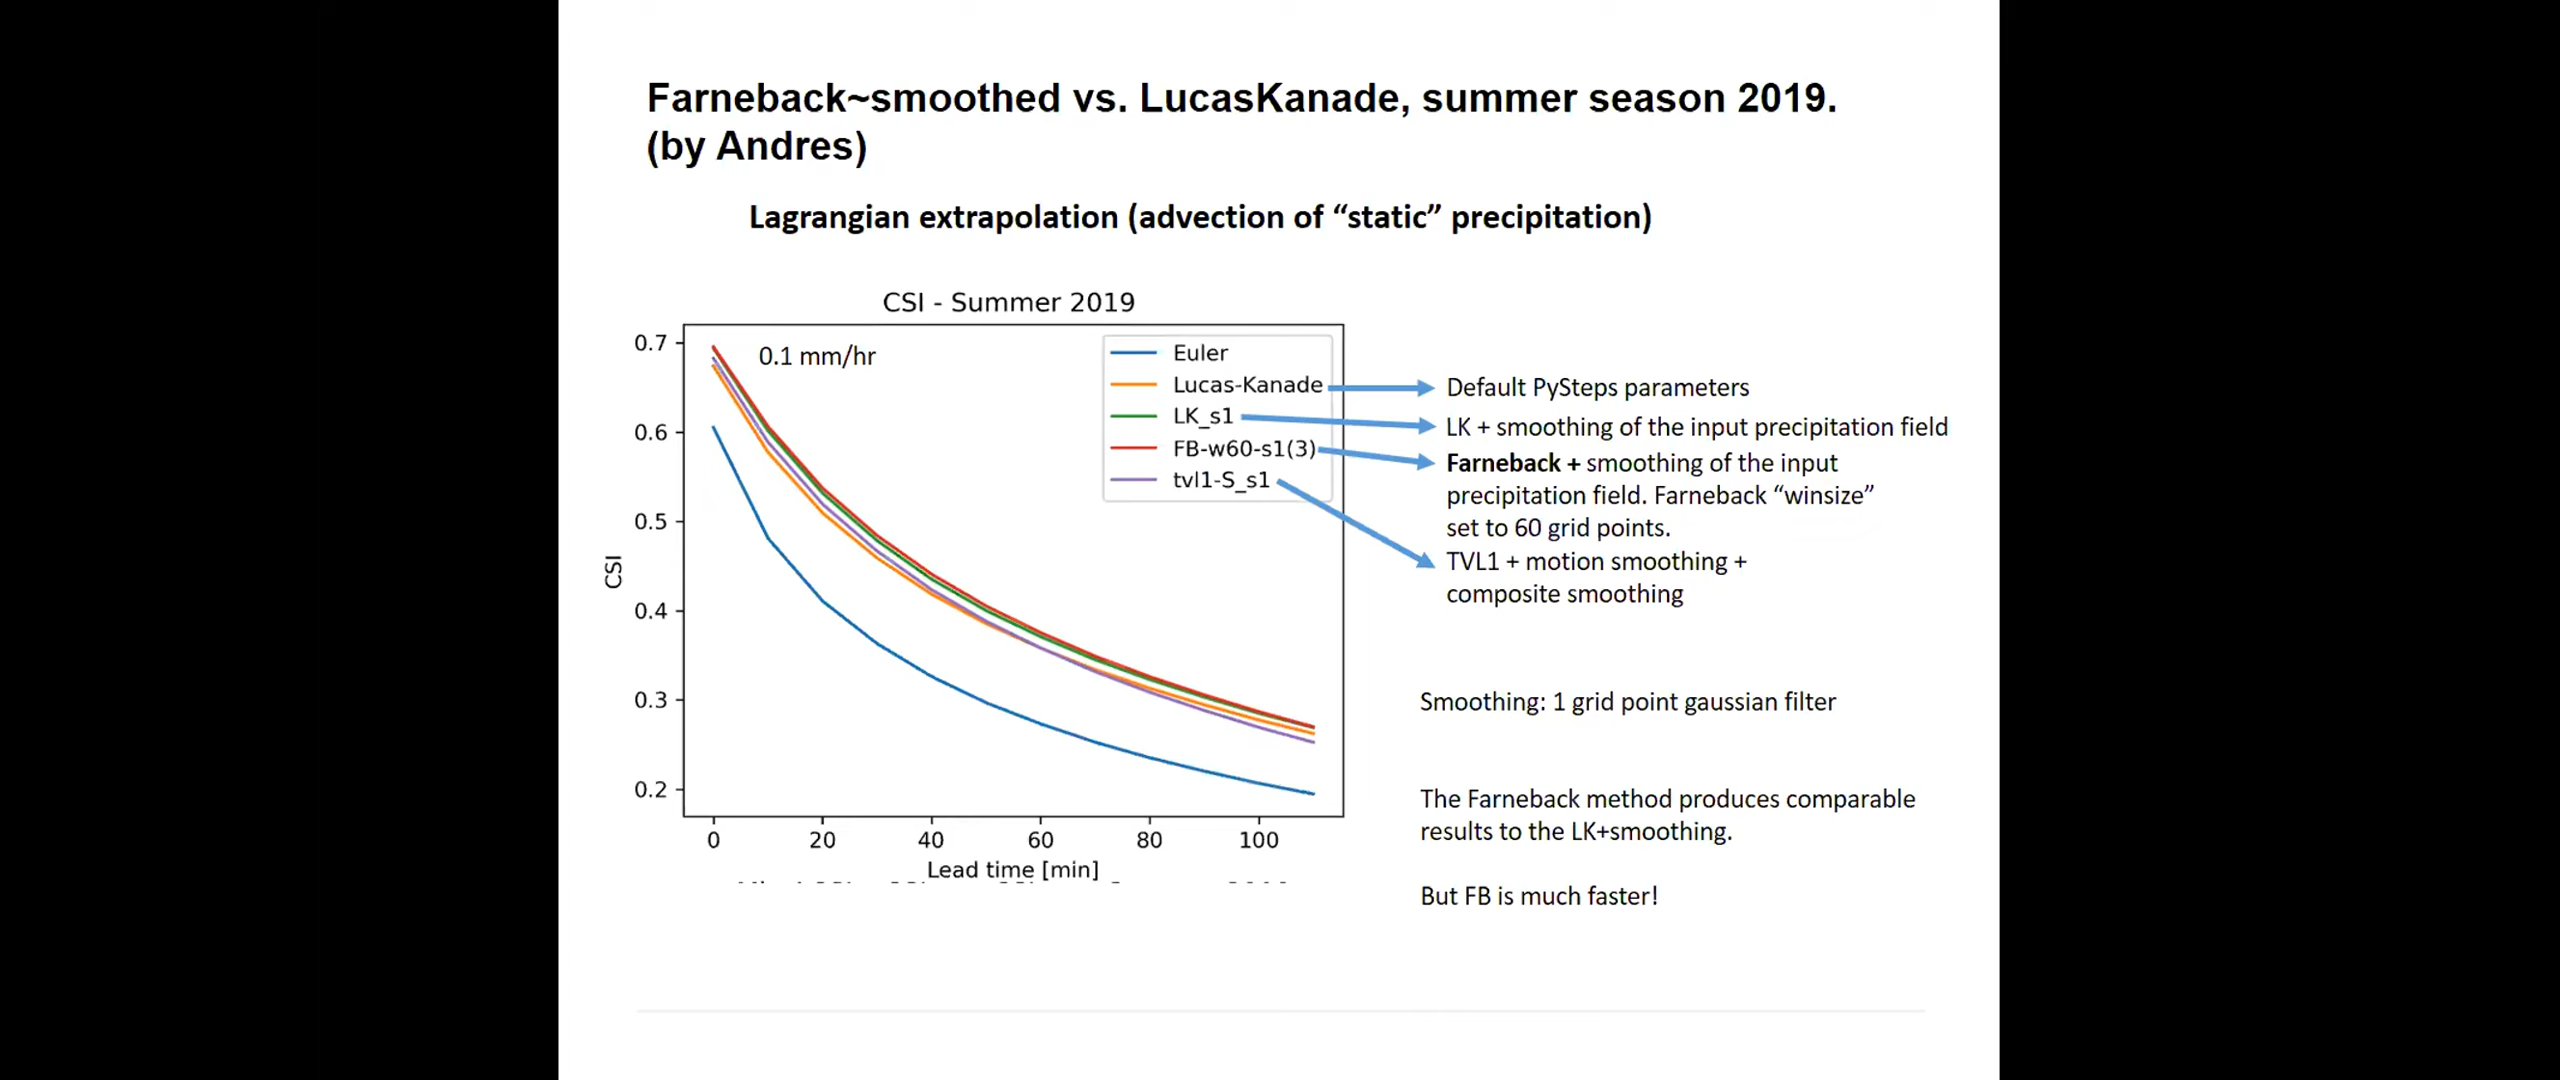 Farneback~smoothed vs. LucasKanade, summer season 2019.
(by Andres)
Lagrangian extrapolation (advection of “static” precipitation)
CSI - Summer 2019
0.7
0.6
0.5
0.4
0.3
0.2
CSI
0.1 mm/hr
Euler
Lucas-Kanade
LK_s1
FB-w60-s1(3)
tvl1-S_s1
0 20 40 60 80 100
Lead time [min]
Default PySteps parameters
LK + smoothing of the input precipitation field
Farneback + smoothing of the input
precipitation field. Farneback “winsize”
set to 60 grid points.
TVL1 + motion smoothing +
composite smoothing
Smoothing: 1 grid point gaussian filter
The Farneback method produces comparable
results to the LK+smoothing.
But FB is much faster!